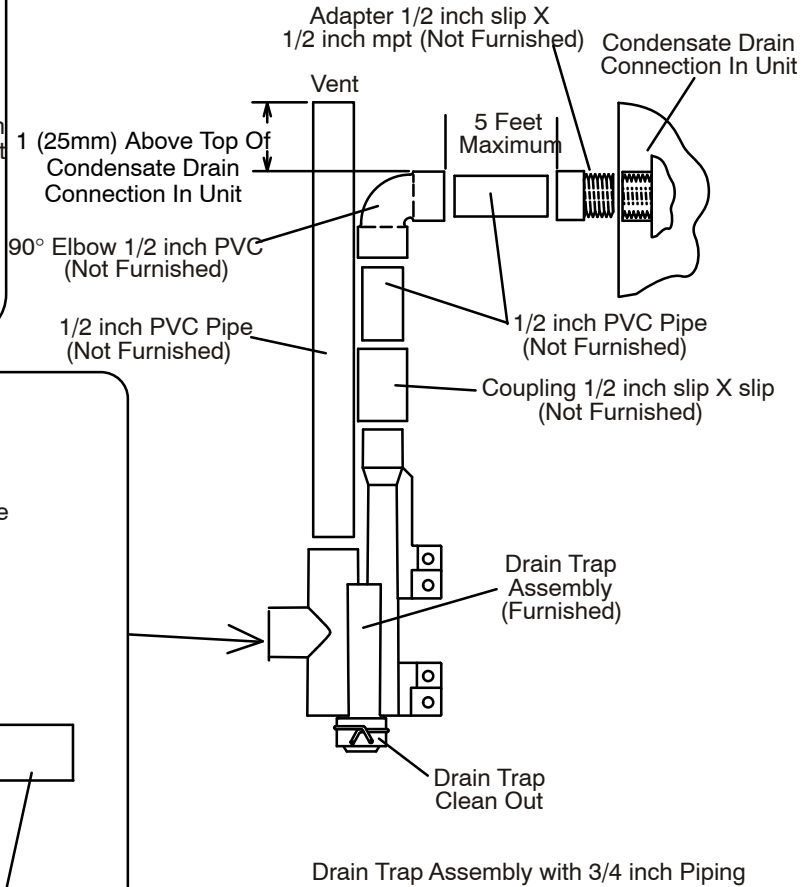 Adapter 1/2 inch slip X
1/2 inch mpt (Not Furnished)
Condensate Drain
Connection In Unit
Vent
1 (25mm) Above Top Of
Condensate Drain
Connection In Unit
5 Feet
Maximum
90° Elbow 1/2 inch PVC
(Not Furnished)
1/2 inch PVC Pipe
(Not Furnished)
1/2 inch PVC Pipe
(Not Furnished)
Coupling 1/2 inch slip X slip
(Not Furnished)
Drain Trap
Assembly
(Furnished)
Drain Trap
Clean Out
Drain Trap Assembly with 3/4 inch Piping